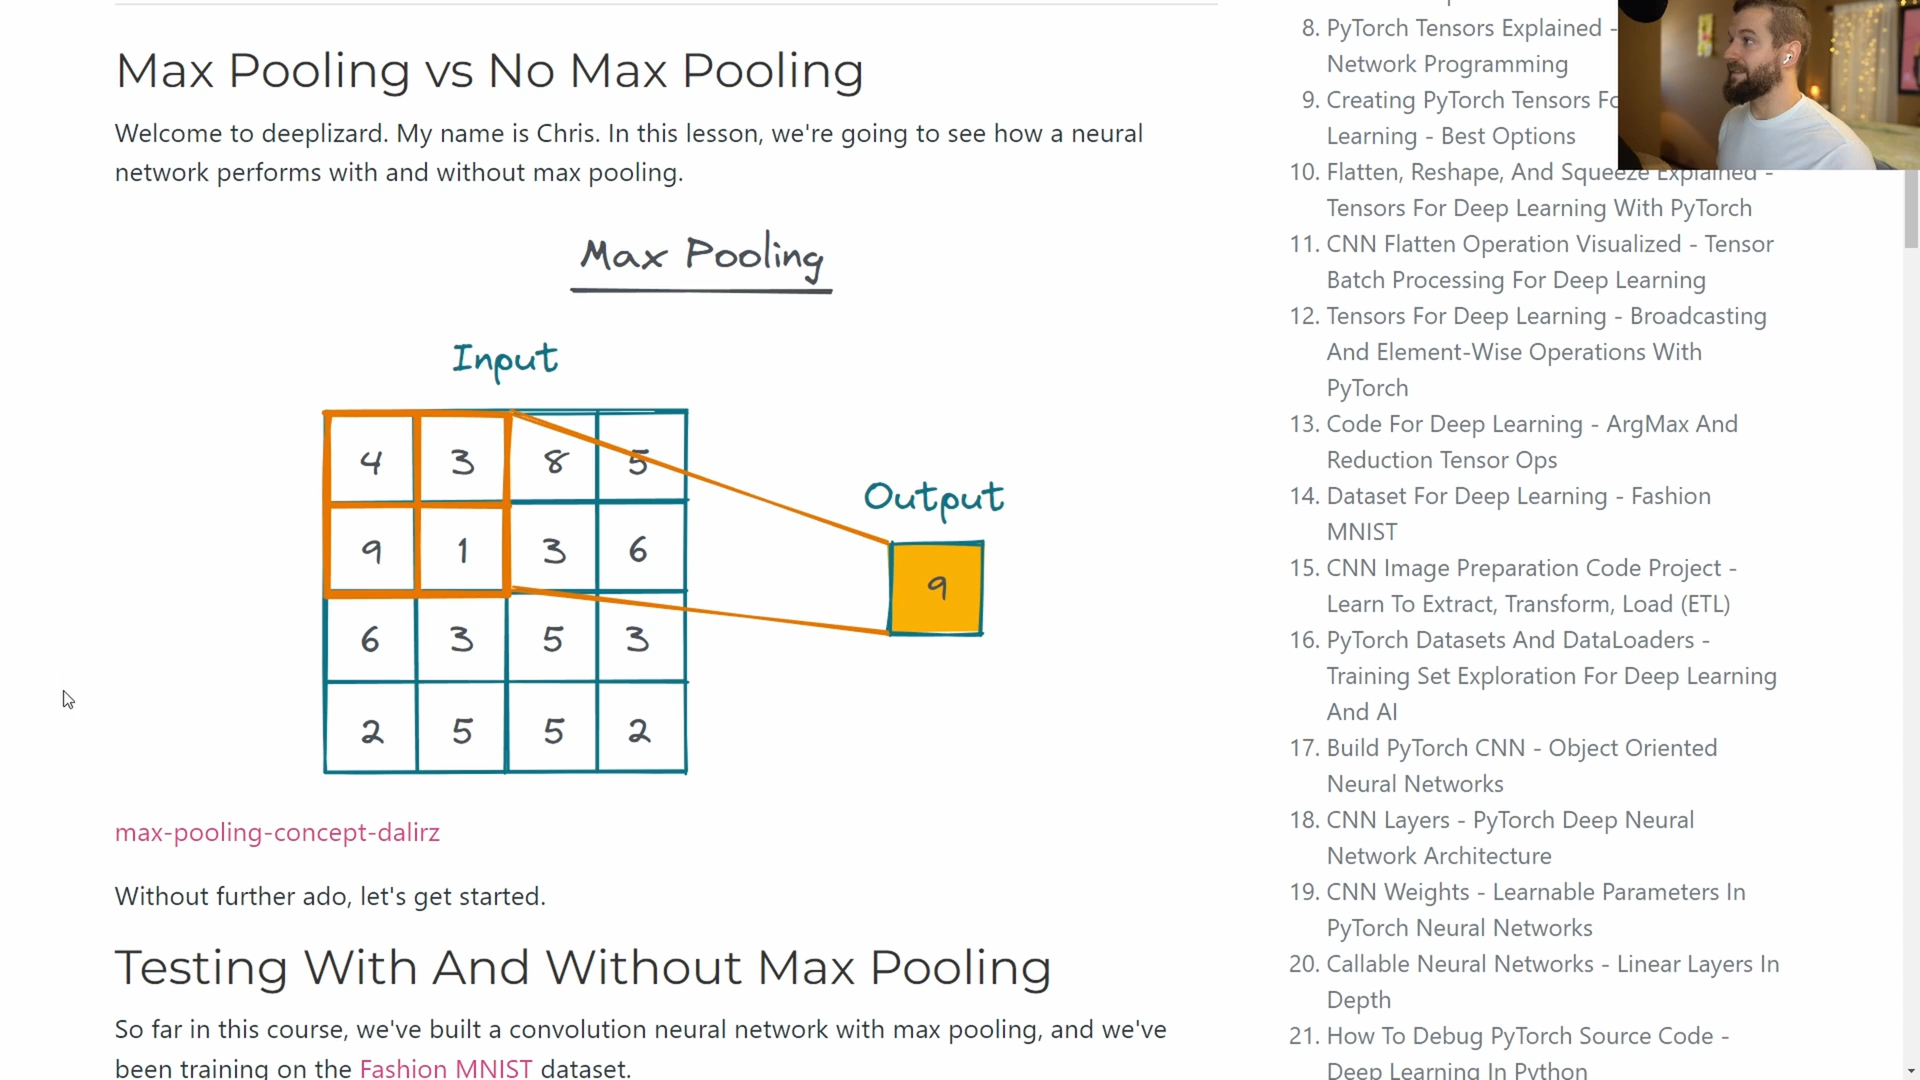 Max Pooling vs No Max Pooling
Welcome to deeplizard. My name is Chris. In this lesson, we're going to see how a neural
network performs with and without max pooling.
Max Pooling
Input
4 3 8 5
9 1 3 6
6 3 5 3
2 5 5 2
Output
9
max-pooling-concept-dalirz
Without further ado, let's get started.
Testing With And Without Max Pooling
So far in this course, we've built a convolution neural network with max pooling, and we've
been training on the Fashion MNIST dataset.
8. PyTorch Tensors Explained -
Network Programming
9. Creating PyTorch Tensors
Learning - Best Options
10. Flatten, Reshape, And Squeeze Explained -
Tensors For Deep Learning With PyTorch
11. CNN Flatten Operation Visualized - Tensor
Batch Processing For Deep Learning
12. Tensors For Deep Learning - Broadcasting
And Element-Wise Operations With
PyTorch
13. Code For Deep Learning - ArgMax And
Reduction Tensor Ops
14. Dataset For Deep Learning - Fashion
MNIST
15. CNN Image Preparation Code Project -
Learn To Extract, Transform, Load (ETL)
16. PyTorch Datasets And DataLoaders -
Training Set Exploration For Deep Learning
And AI
17. Build PyTorch CNN - Object Oriented
Neural Networks
18. CNN Layers - PyTorch Deep Neural
Network Architecture
19. CNN Weights - Learnable Parameters In
PyTorch Neural Networks
20. Callable Neural Networks - Linear Layers In
Depth
21. How To Debug PyTorch Source Code -
Deep Learning In Python